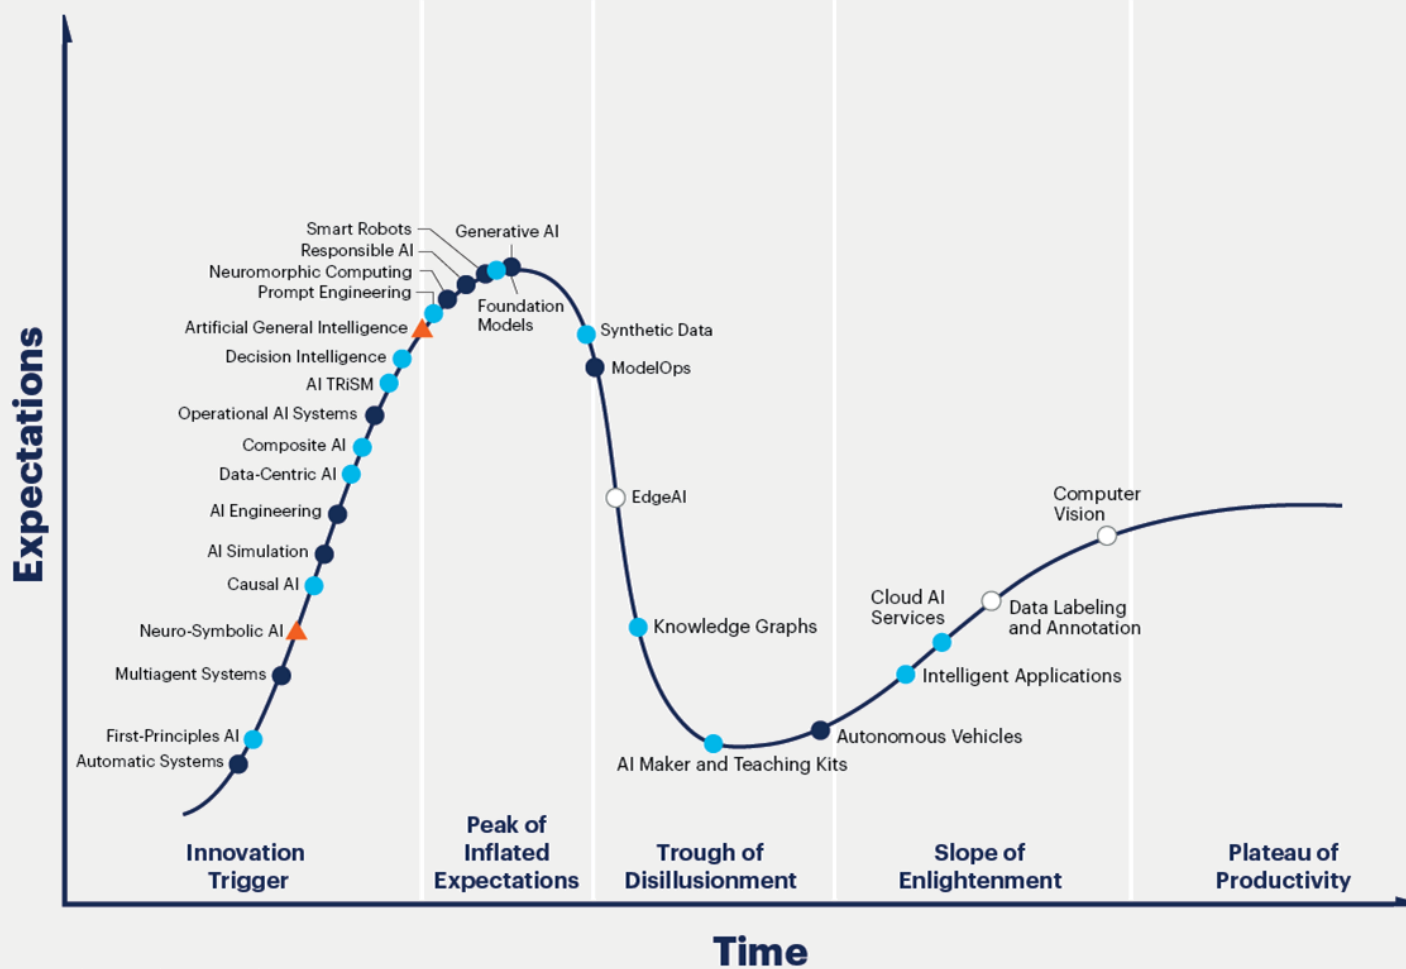 Expectations
Smart Robots
Generative AI
Responsible AI
Neuromorphic Computing
Prompt Engineering
Foundation
Models
Artificial General Intelligence
Synthetic Data
Decision Intelligence
ModelOps
AI TRiSM
Operational AI Systems
Composite AI
Data-Centric AI
EdgeAI
AI Engineering
Computer
Vision
AI Simulation
Causal AI
Cloud AI
Services
Data Labeling
and Annotation
Neuro-Symbolic AI
Knowledge Graphs
Multiagent Systems
Intelligent Applications
First-Principles AI
Autonomous Vehicles
Automatic Systems
AI Maker and Teaching Kits
Innovation
Trigger
Peak of
Inflated
Expectations
Trough of
Disillusionment
Slope of
Enlightenment
Plateau of
Productivity
Time